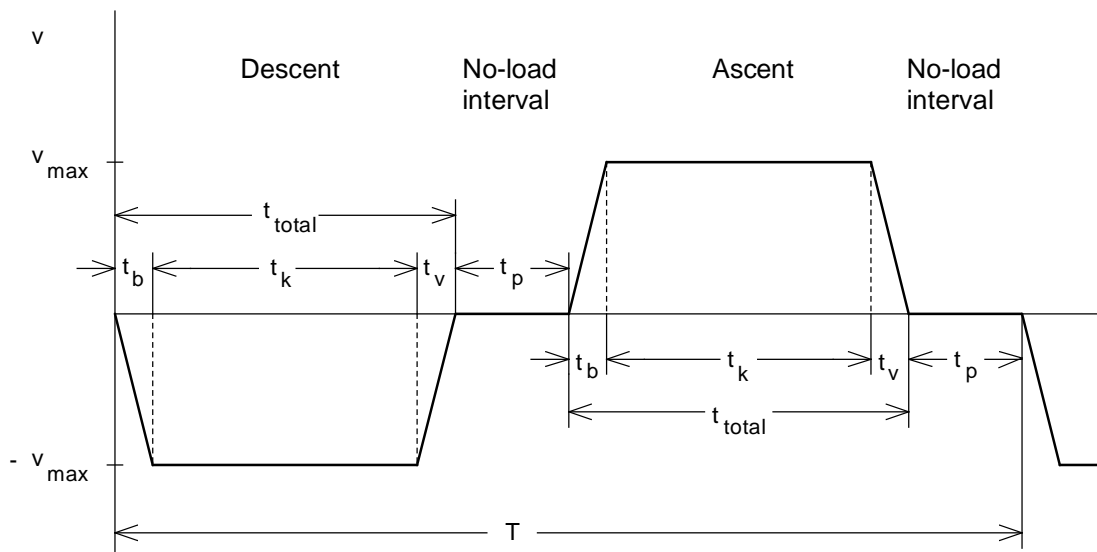 v
Descent
No-load
interval
Ascent
No-load
interval
v max
t total
t b
t k
t v
t p
t b
t k
t v
t p
t total
- v max
T